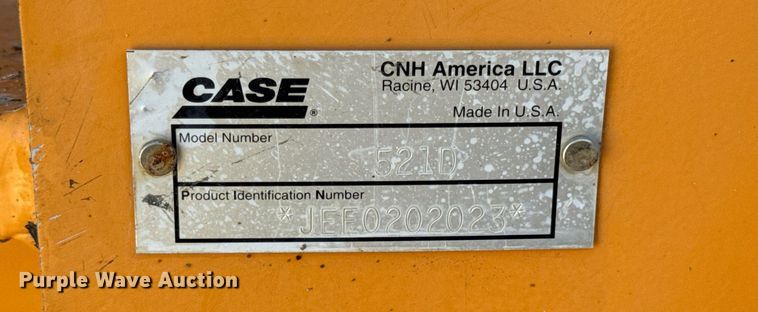 CASE®
CNH America LLC
Racine, WI 53404 U.S.A.
Made In U.S.A.
Model Number
521D
Product Identification Number
*JEE0202023*
Purple Wave Auction